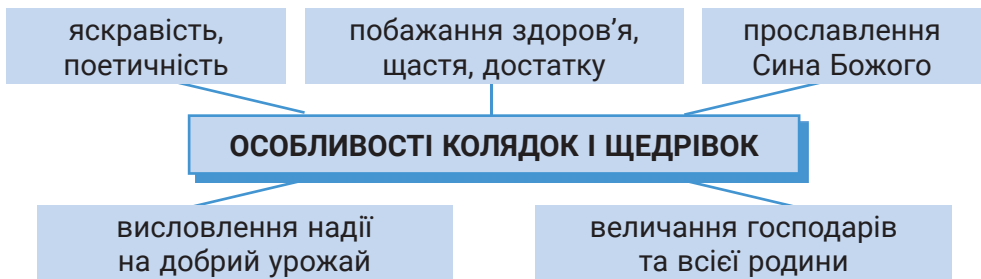 яскравість,
поетичність
побажання здоров’я,
щастя, достатку
прославлення
Сина Божого
ОСОБЛИВОСТІ КОЛЯДОК І ЩЕДРІВОК
висловлення надії
на добрий урожай
величання господарів
та всієї родини